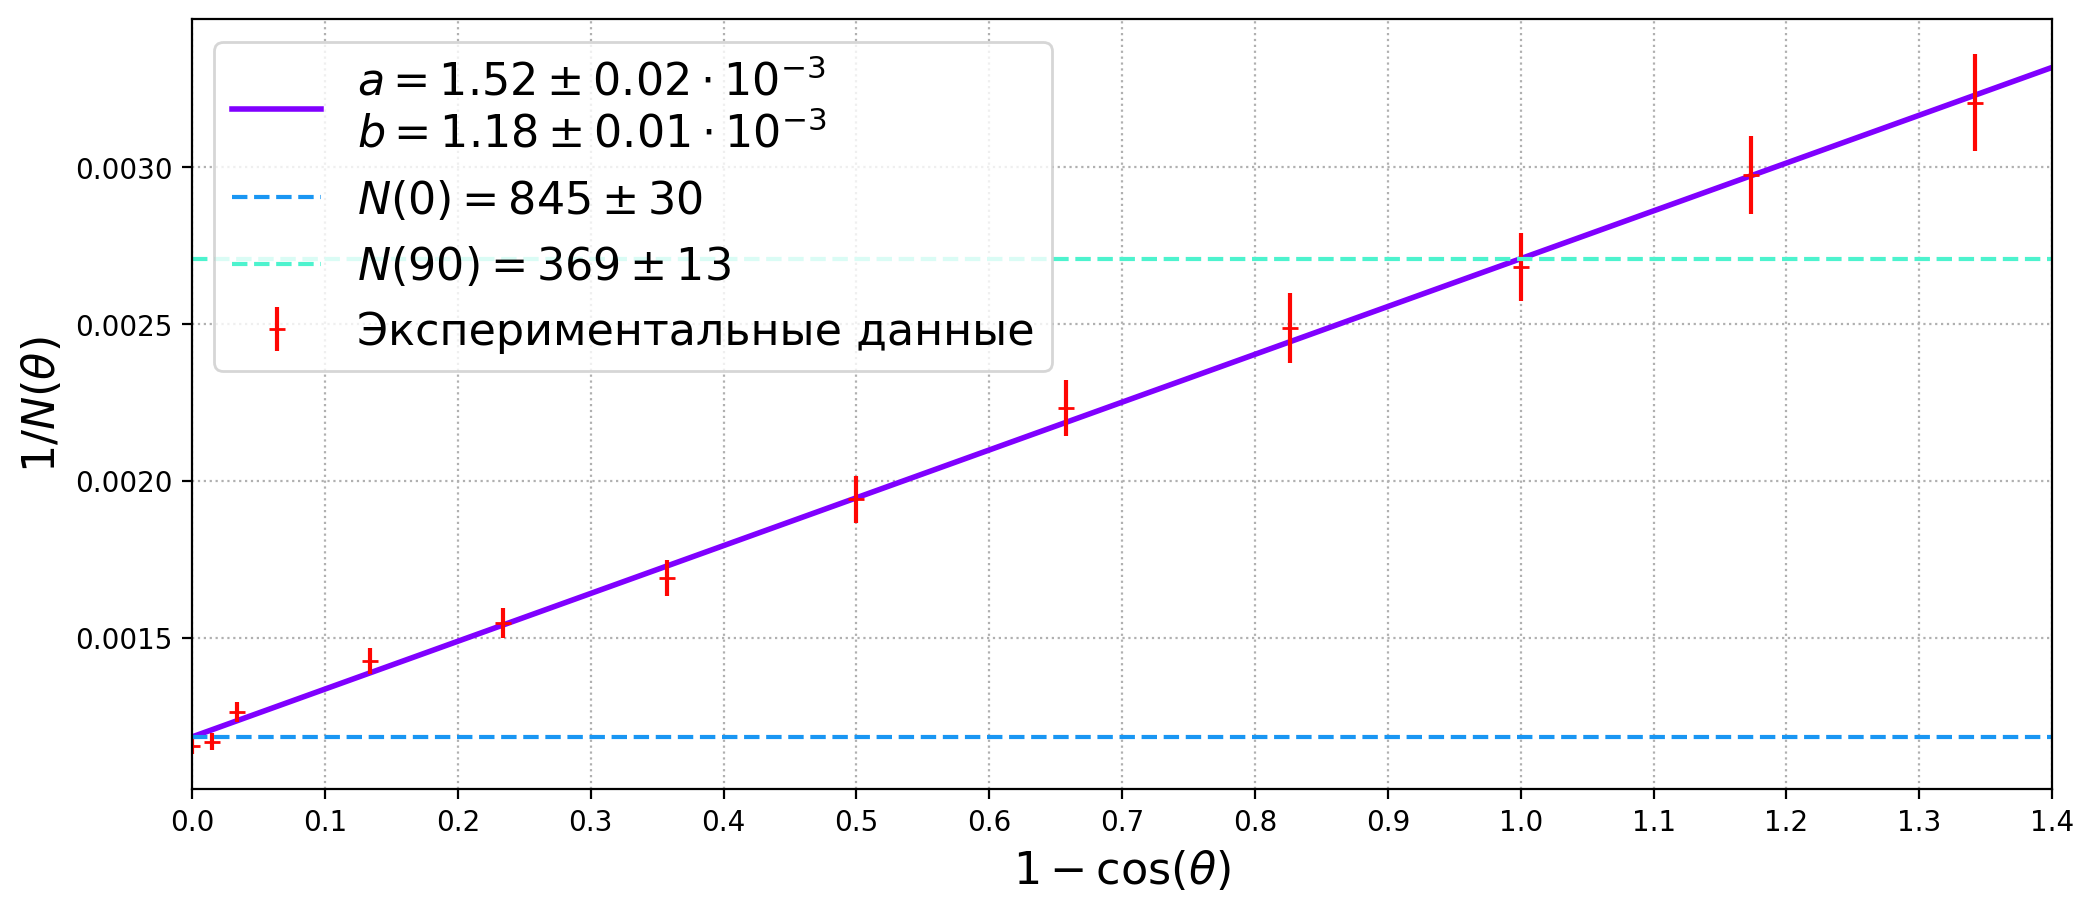 a = 1.52 ± 0.02 · 10⁻³
b = 1.18 ± 0.01 · 10⁻³
N(0) = 845 ± 30
N(90) = 369 ± 13
Экспериментальные данные
1/N(θ)
0.0030
0.0025
0.0020
0.0015
0.0 0.1 0.2 0.3 0.4 0.5 0.6 0.7 0.8 0.9 1.0 1.1 1.2 1.3 1.4
1 − cos(θ)